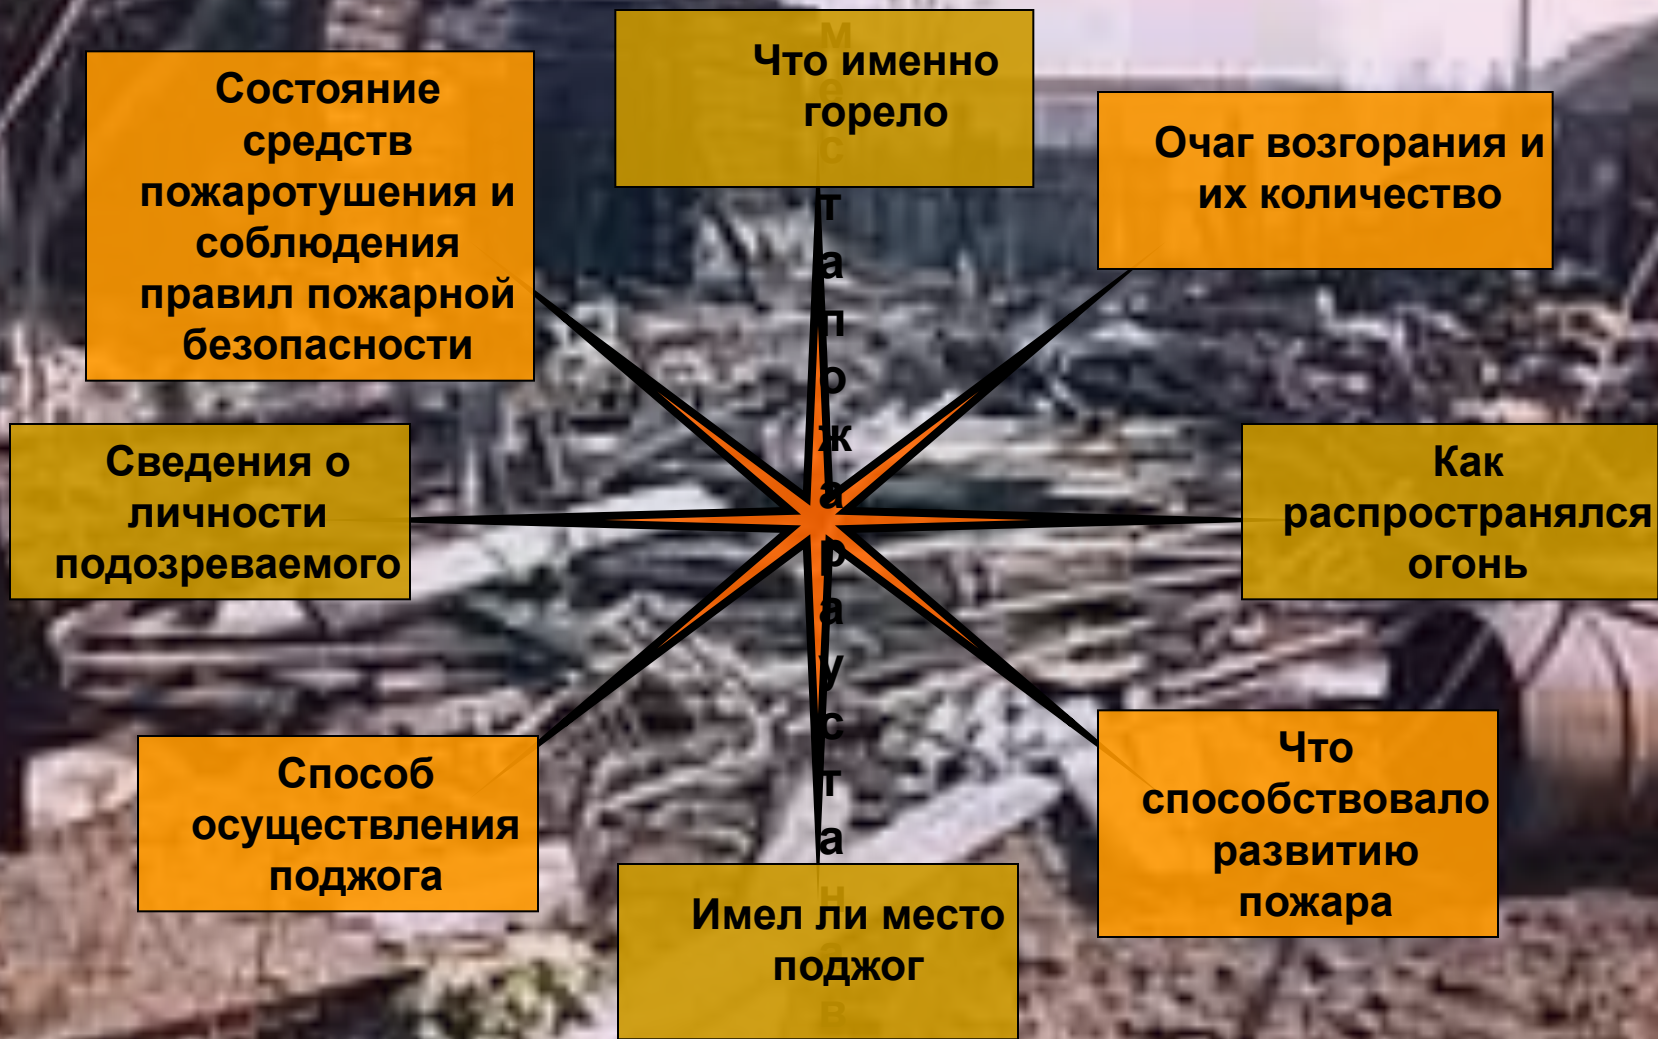 Что именно
горело
Состояние
средств
пожаротушения и
соблюдения
правил пожарной
безопасности
Очаг возгорания и
их количество
Сведения о
личности
подозреваемого
Как
распространялся
огонь
Способ
осуществления
поджога
Что
способствовало
развитию
пожара
Имел ли место
поджог
м
е
с
т
а
п
о
ж
а
р
а
у
с
т
а
н
а
в